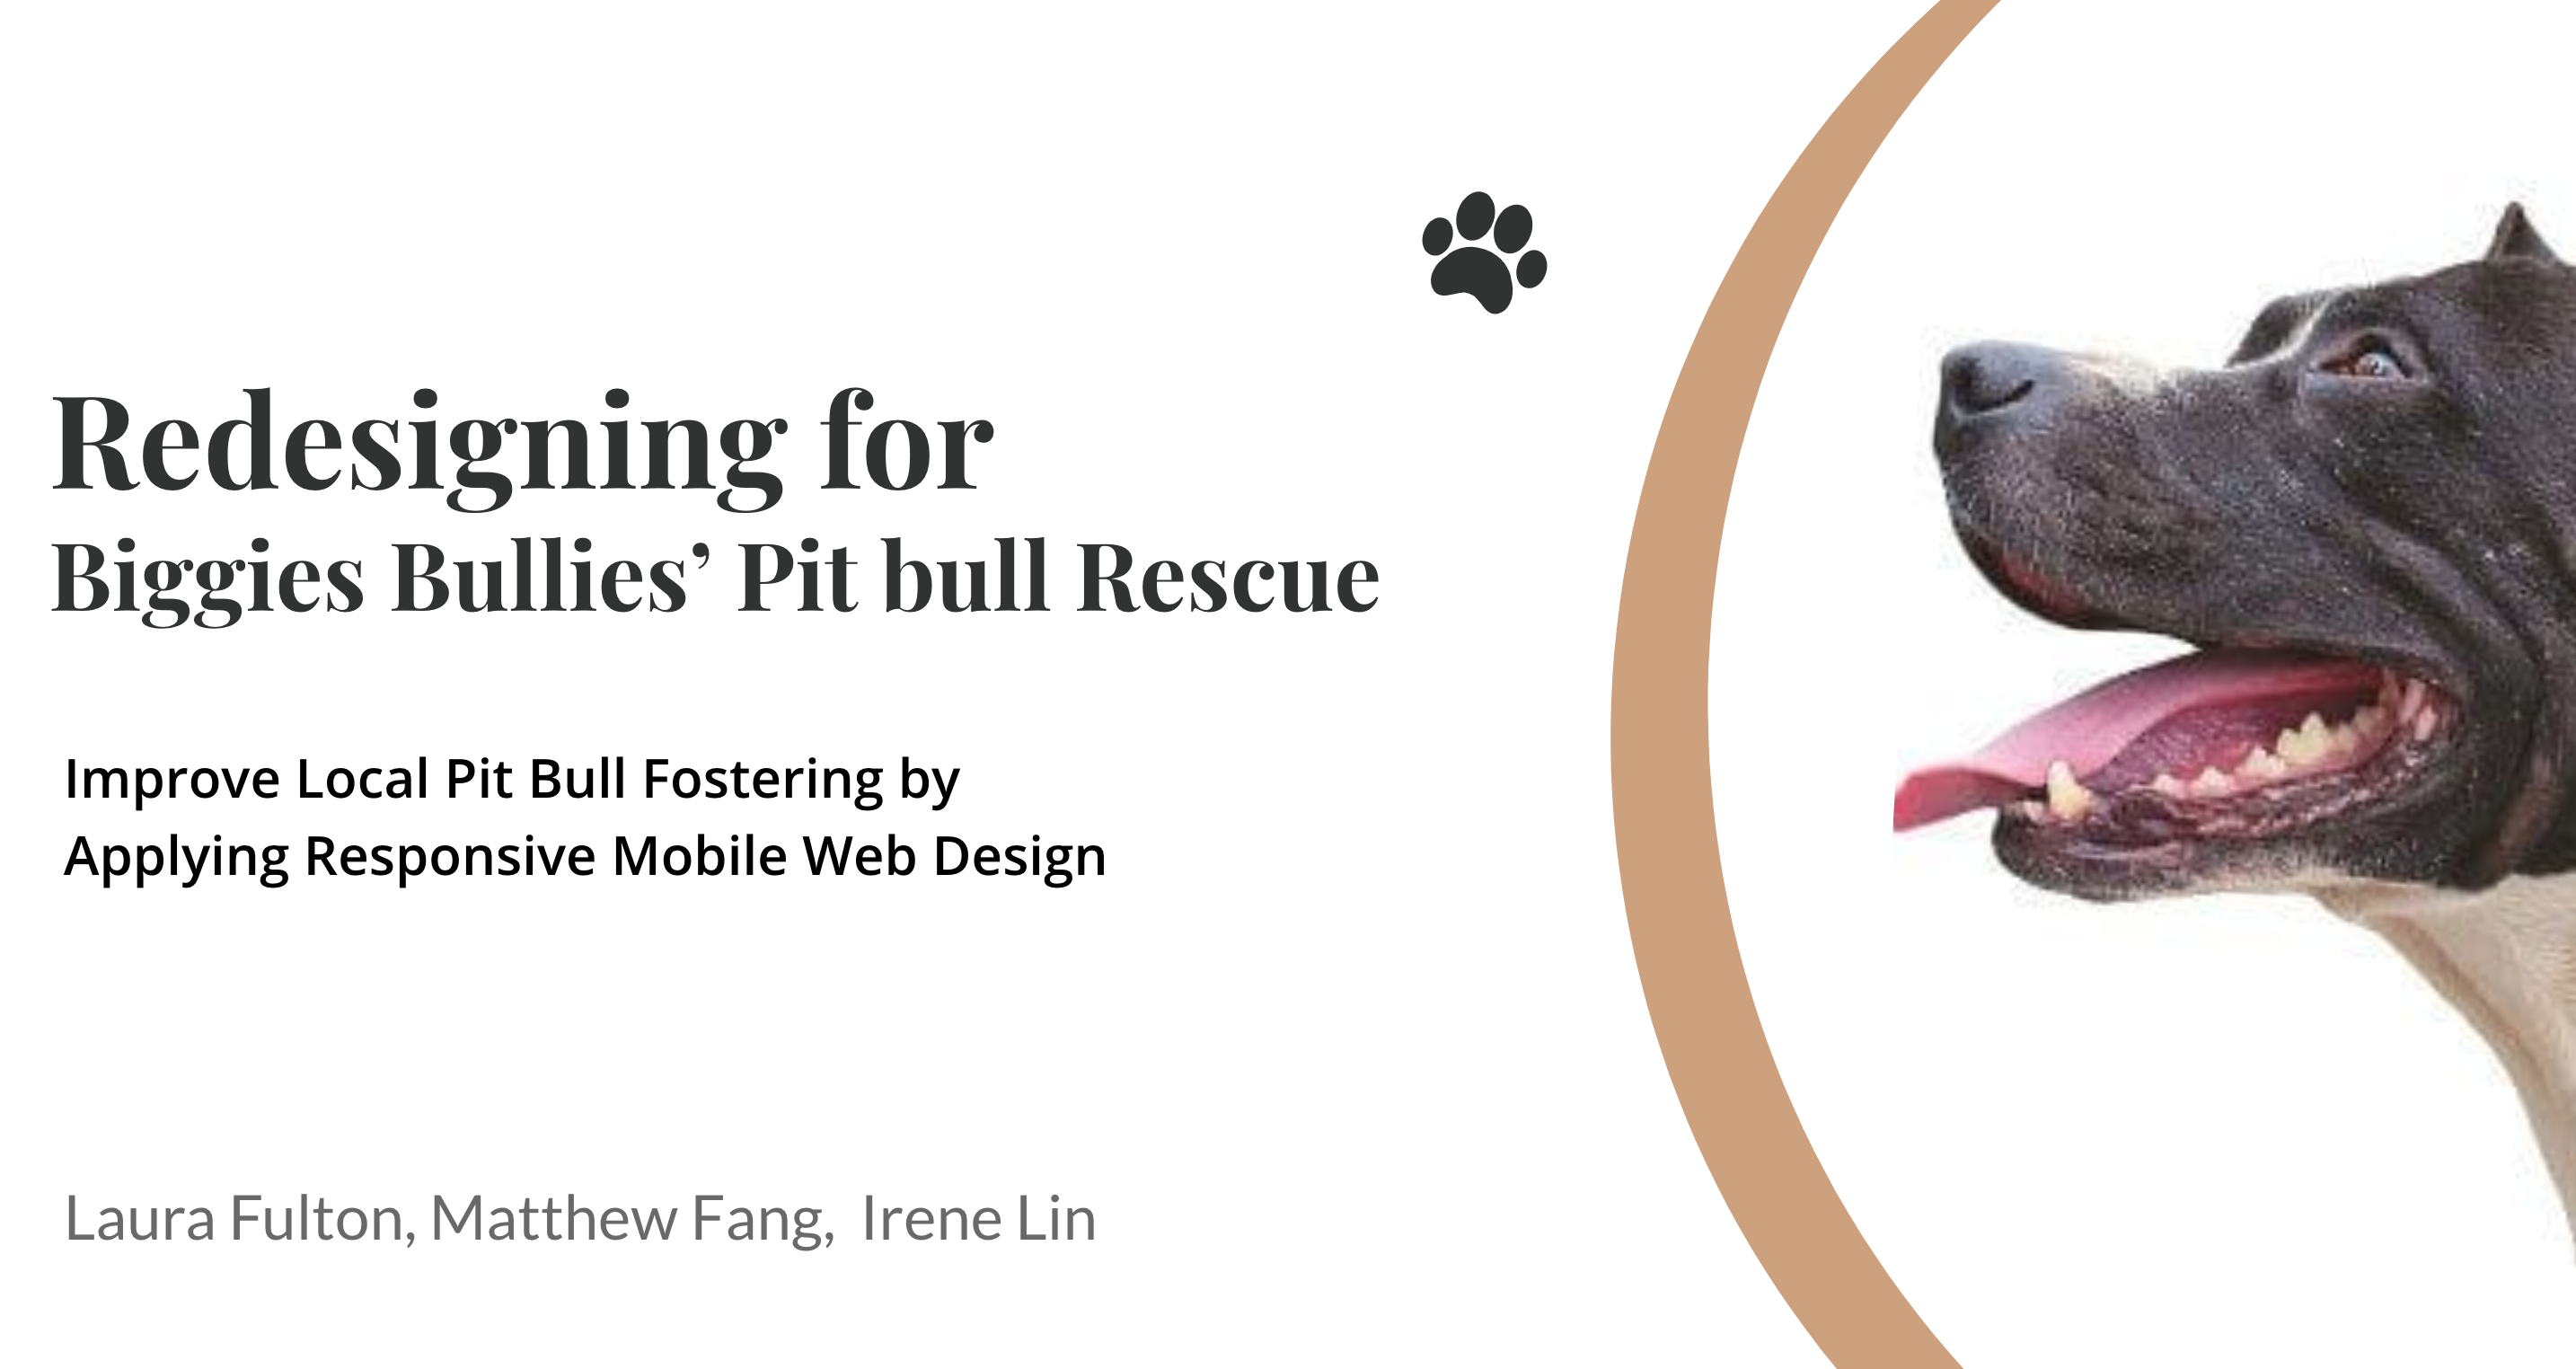 Redesigning for
Biggies Bullies’ Pit bull Rescue
Improve Local Pit Bull Fostering by
Applying Responsive Mobile Web Design
Laura Fulton, Matthew Fang,  Irene Lin